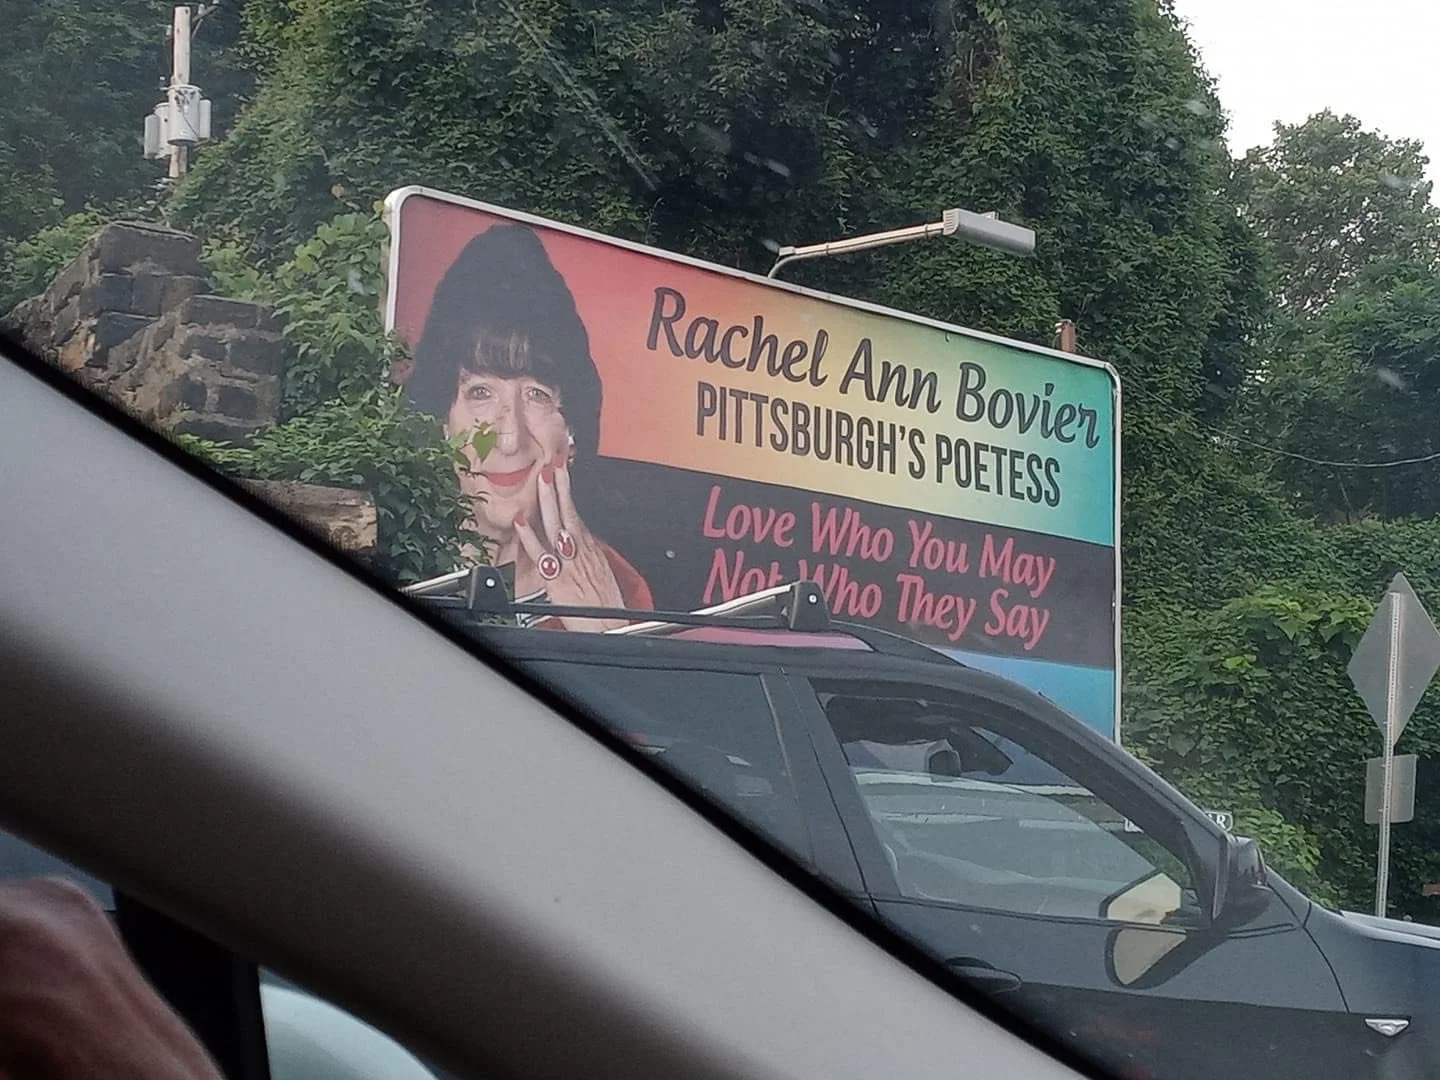 Rachel Ann Bovier
PITTSBURGH'S POETESS
Love Who You May
Not Who They Say